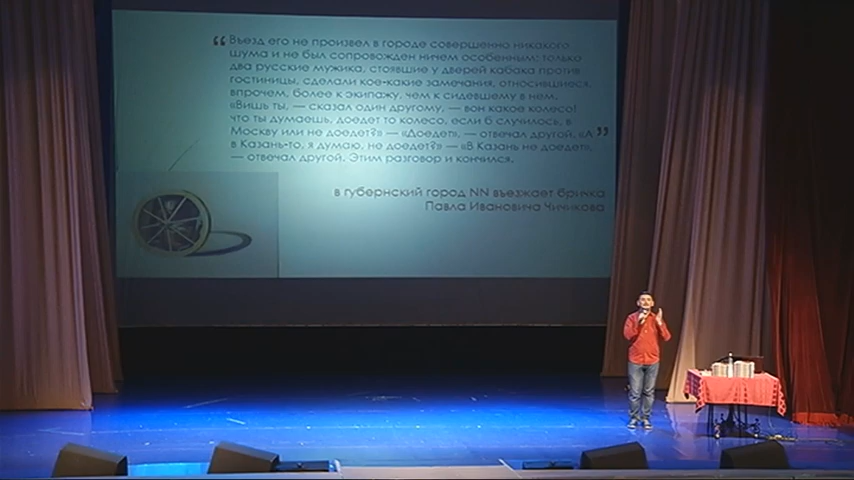 “ Въезд его не произвел в городе совершенно никакого
шума и не был сопровожден ничем особенным; только
два русские мужика, стоявшие у дверей кабака против
гостиницы, сделали кое-какие замечания, относившиеся,
впрочем, более к экипажу, чем к сидевшему в нем.
«Вишь ты, — сказал один другому, — вон какое колесо!
что ты думаешь, доедет то колесо, если б случилось, в
Москву или не доедет?» — «Доедет», — отвечал другой. «А ”
в Казань-то, я думаю, не доедет?» — «В Казань не доедет»,
— отвечал другой. Этим разговор и кончился.
в губернский город NN въезжает бричка
Павла Ивановича Чичикова